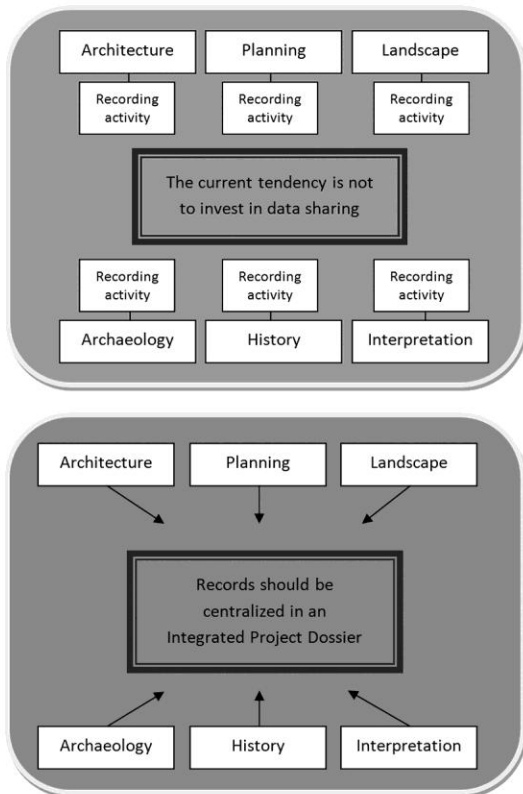 Architecture Planning Landscape
Recording Recording Recording
activity activity activity
The current tendency is not
to invest in data sharing
Recording Recording Recording
activity activity activity
Archaeology History Interpretation
Architecture Planning Landscape
Records should be
centralized in an
Integrated Project Dossier
Archaeology History Interpretation